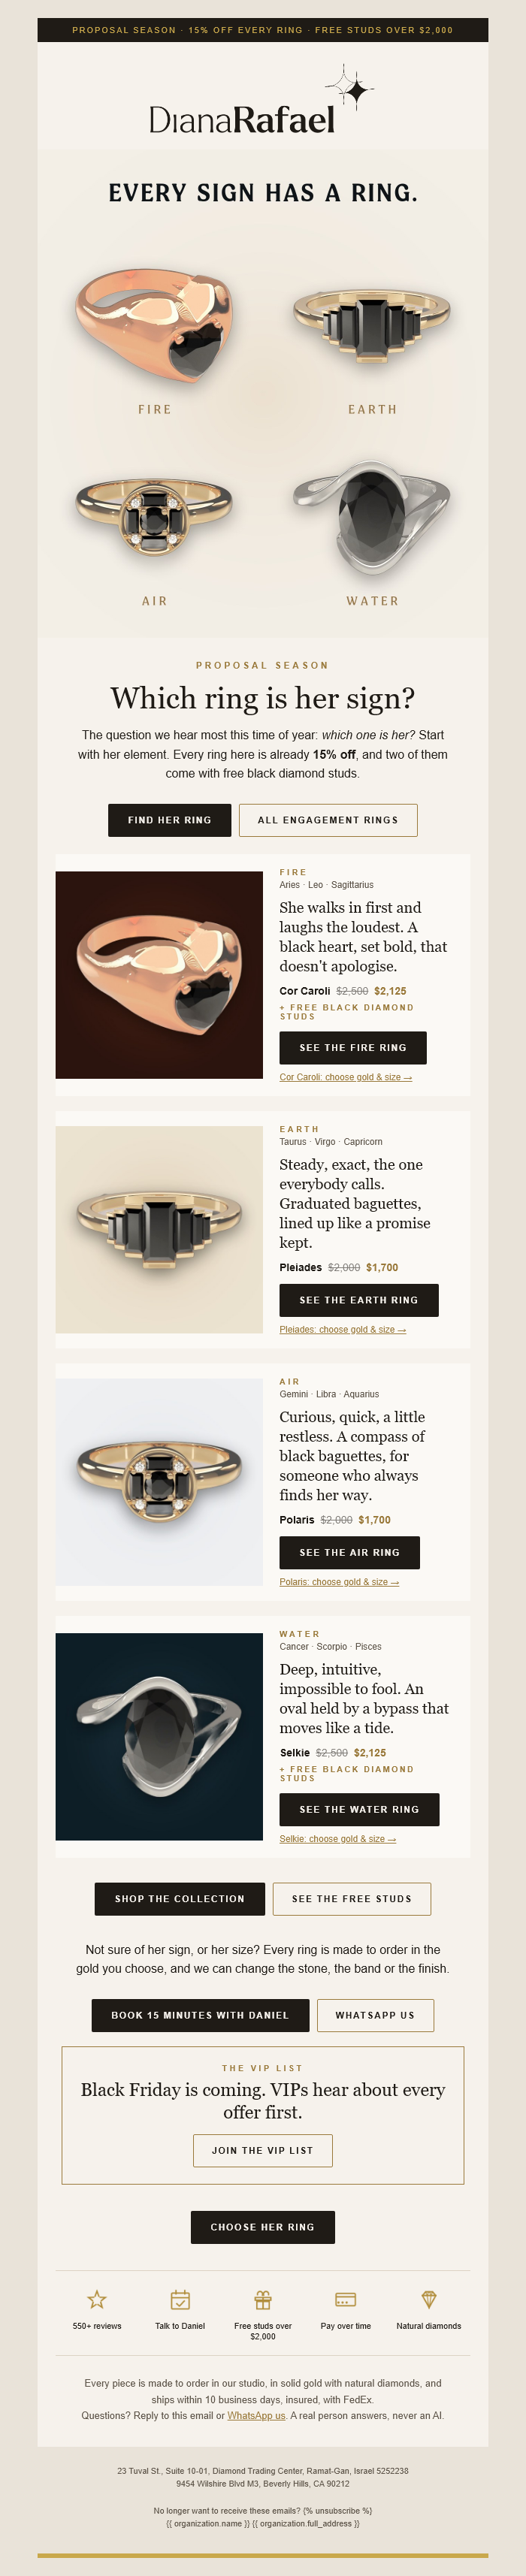 PROPOSAL SEASON · 15% OFF EVERY RING · FREE STUDS OVER $2,000
DianaRafael
EVERY SIGN HAS A RING.
FIRE
EARTH
AIR
WATER
PROPOSAL SEASON
Which ring is her sign?
The question we hear most this time of year: which one is her? Start
with her element. Every ring here is already 15% off, and two of them
come with free black diamond studs.
FIND HER RING
ALL ENGAGEMENT RINGS
FIRE
Aries · Leo · Sagittarius
She walks in first and
laughs the loudest. A
black heart, set bold, that
doesn't apologise.
Cor Caroli $2,500 $2,125
+ FREE BLACK DIAMOND
STUDS
SEE THE FIRE RING
Cor Caroli: choose gold & size →
EARTH
Taurus · Virgo · Capricorn
Steady, exact, the one
everybody calls.
Graduated baguettes,
lined up like a promise
kept.
Pleiades $2,000 $1,700
SEE THE EARTH RING
Pleiades: choose gold & size →
AIR
Gemini · Libra · Aquarius
Curious, quick, a little
restless. A compass of
black baguettes, for
someone who always
finds her way.
Polaris $2,000 $1,700
SEE THE AIR RING
Polaris: choose gold & size →
WATER
Cancer · Scorpio · Pisces
Deep, intuitive,
impossible to fool. An
oval held by a bypass that
moves like a tide.
Selkie $2,500 $2,125
+ FREE BLACK DIAMOND
STUDS
SEE THE WATER RING
Selkie: choose gold & size →
SHOP THE COLLECTION
SEE THE FREE STUDS
Not sure of her sign, or her size? Every ring is made to order in the
gold you choose, and we can change the stone, the band or the finish.
BOOK 15 MINUTES WITH DANIEL
WHATSAPP US
THE VIP LIST
Black Friday is coming. VIPs hear about every
offer first.
JOIN THE VIP LIST
CHOOSE HER RING
550+ reviews
Talk to Daniel
Free studs over
$2,000
Pay over time
Natural diamonds
Every piece is made to order in our studio, in solid gold with natural diamonds, and
ships within 10 business days, insured, with FedEx.
Questions? Reply to this email or WhatsApp us. A real person answers, never an AI.
23 Tuval St., Suite 10-01, Diamond Trading Center, Ramat-Gan, Israel 5252238
9454 Wilshire Blvd M3, Beverly Hills, CA 90212
No longer want to receive these emails? {% unsubscribe %}
{{ organization.name }} {{ organization.full_address }}